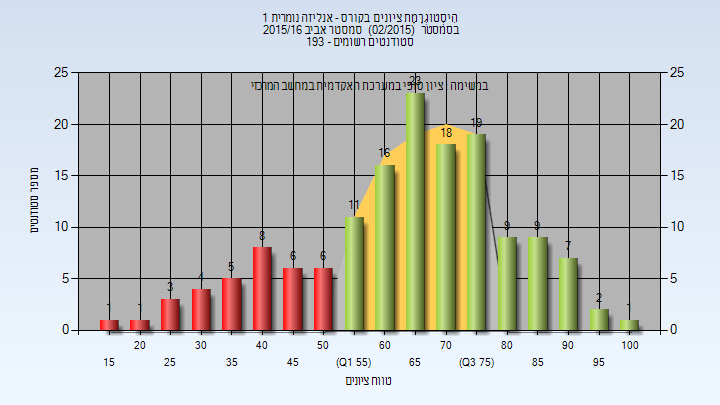 היסטוגרמת ציונים בקורס - אנליזה נומרית 1
בסמסטר (02/2015) סמסטר אביב 2015/16
סטודנטים רשומים - 193
במשימה: ציון סופי במערכת האקדמית במחשב המרכזי
25 25
20 20
15 15
10 10
5 5
0 0
מספר סטודנטים
1 1 3 4 5 8 6 6 11 16 23 18 19 9 9 7 2 1
20 30 40 50 60 70 80 90 100
15 25 35 45 (Q1 55) 65 (Q3 75) 85 95
טווח ציונים